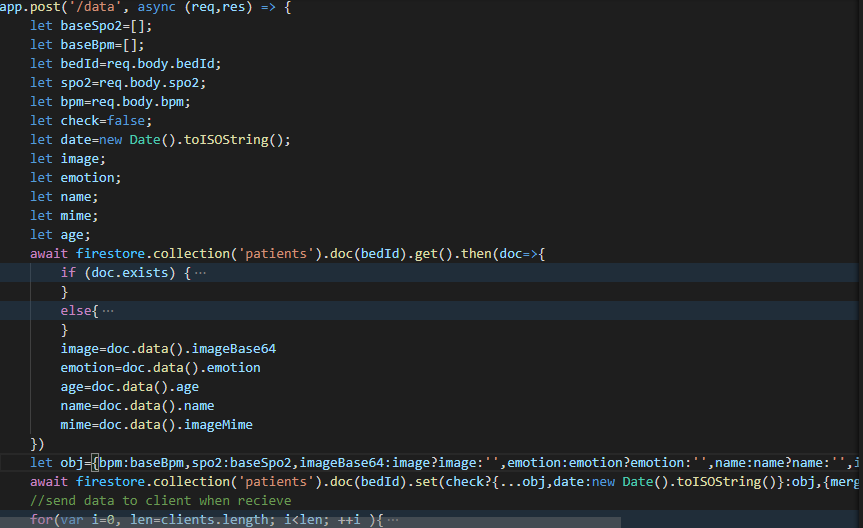 app.post('/data', async (req,res) => {
let baseSpo2=[];
let baseBpm=[];
let bedId=req.body.bedId;
let spo2=req.body.spo2;
let bpm=req.body.bpm;
let check=false;
let date=new Date().toISOString();
let image;
let emotion;
let name;
let mime;
let age;
await firestore.collection('patients').doc(bedId).get().then(doc=>{
if (doc.exists) {⋯
}
else{⋯
}
image=doc.data().imageBase64
emotion=doc.data().emotion
age=doc.data().age
name=doc.data().name
mime=doc.data().imageMime
})
let obj={bpm:baseBpm,spo2:baseSpo2,imageBase64:image?image:'',emotion:emotion?emotion:'',name:name?name:'',i
await firestore.collection('patients').doc(bedId).set(check?{...obj,date:new Date().toISOString()}:obj,{merg
//send data to client when recieve
for(var i=0, len=clients.length; i<len; ++i ){⋯